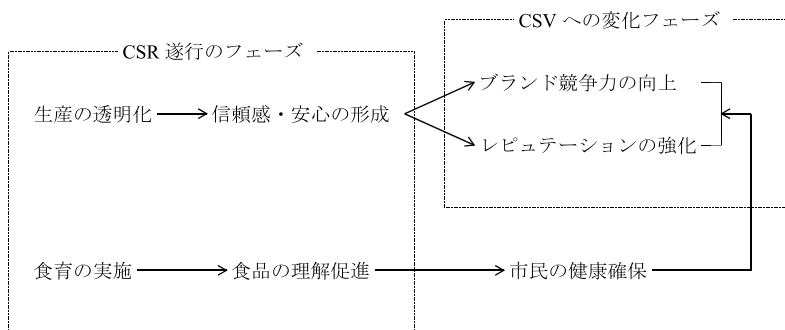 CSV への変化フェーズ
CSR 遂行のフェーズ
ブランド競争力の向上
生産の透明化
信頼感・安心の形成
レピュテーションの強化
食育の実施
食品の理解促進
市民の健康確保